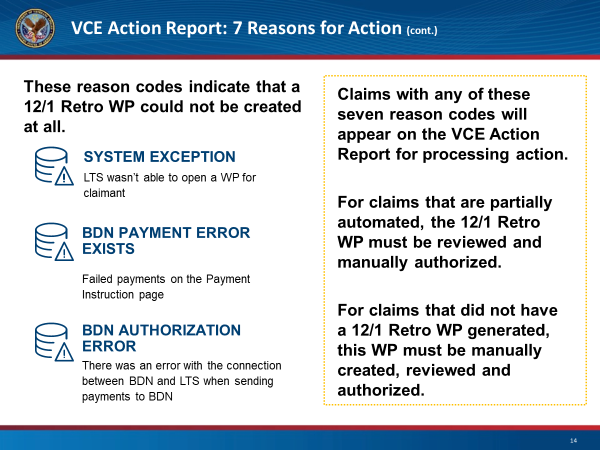 VCE Action Report: 7 Reasons for Action (cont.)
These reason codes indicate that a
12/1 Retro WP could not be created
at all.
SYSTEM EXCEPTION
LTS wasn’t able to open a WP for
claimant
BDN PAYMENT ERROR
EXISTS
Failed payments on the Payment
Instruction page
BDN AUTHORIZATION
ERROR
There was an error with the connection
between BDN and LTS when sending
payments to BDN
Claims with any of these
seven reason codes will
appear on the VCE Action
Report for processing action.
For claims that are partially
automated, the 12/1 Retro
WP must be reviewed and
manually authorized.
For claims that did not have
a 12/1 Retro WP generated,
this WP must be manually
created, reviewed and
authorized.
14